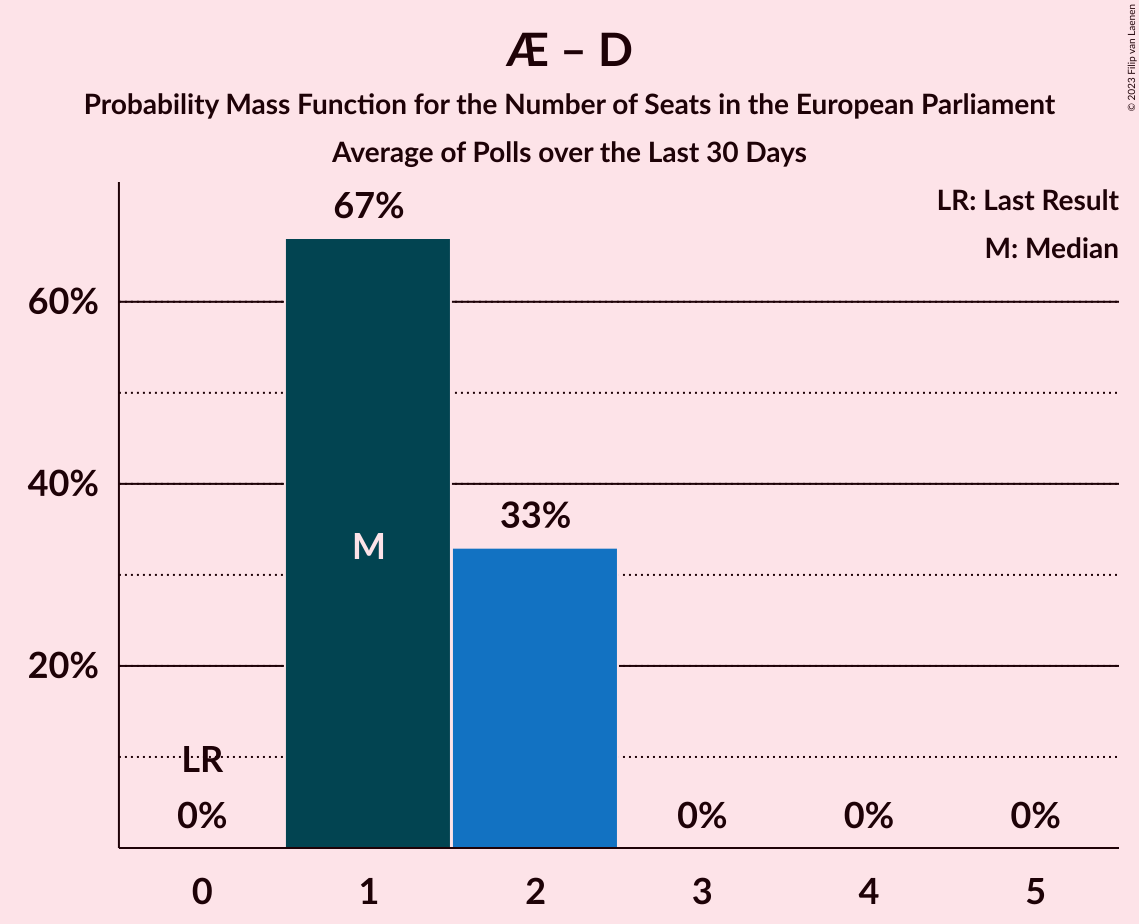 Æ – D
Probability Mass Function for the Number of Seats in the European Parliament
Average of Polls over the Last 30 Days
© 2023 Filip van Laenen
LR: Last Result
M: Median
67%
60%
40%
33%
M
20%
LR
0%
0%
0%
0%
0 1 2 3 4 5